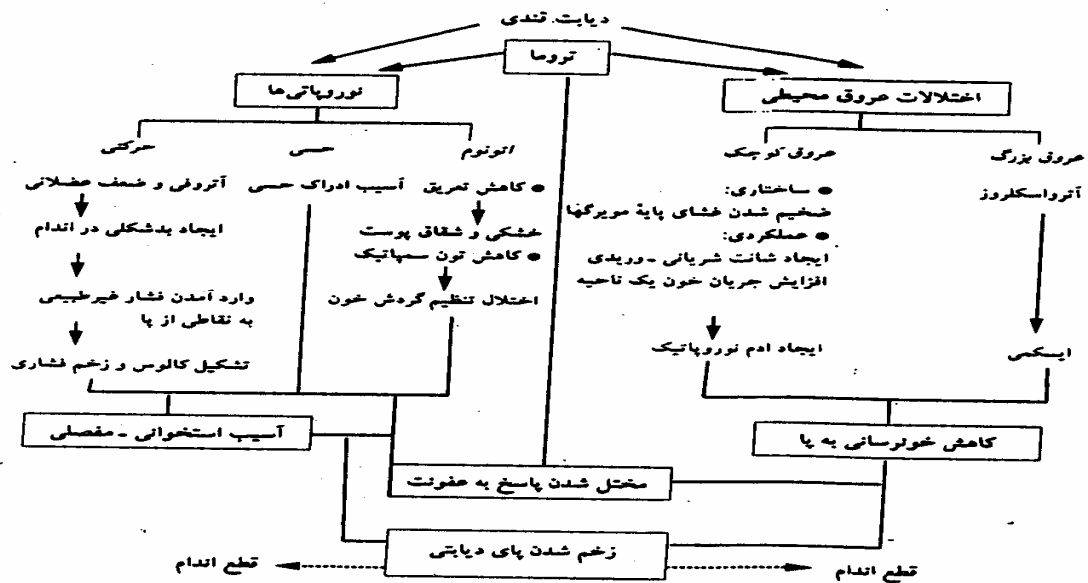 دیابت قندی
تروما
اختلالات عروق محیطی
نوروپاتی‌ها
عروق بزرگ
عروق کوچک
اتونوم
حسی
حرکتی
آترواسکلروز
ایسکمی
● ساختاری:
ضخیم شدن غشای پایهٔ مویرگها
● عملکردی:
ایجاد شانت شریانی - وریدی
افزایش جریان خون یک ناحیه
ایجاد ادم نوروپاتیک
● کاهش تعریق
خشکی و شقاق پوست
● کاهش تون سمپاتیک
اختلال تنظیم گردش خون
آسیب ادراک حسی
آتروفی و ضعف عضلانی
ایجاد بدشکلی در اندام
وارد آمدن فشار غیرطبیعی
به نقاطی از پا
تشکیل کالوس و زخم فشاری
کاهش خونرسانی به پا
آسیب استخوانی - مفصلی
مختل شدن پاسخ به عفونت
زخم شدن پای دیابتی
قطع اندام
قطع اندام